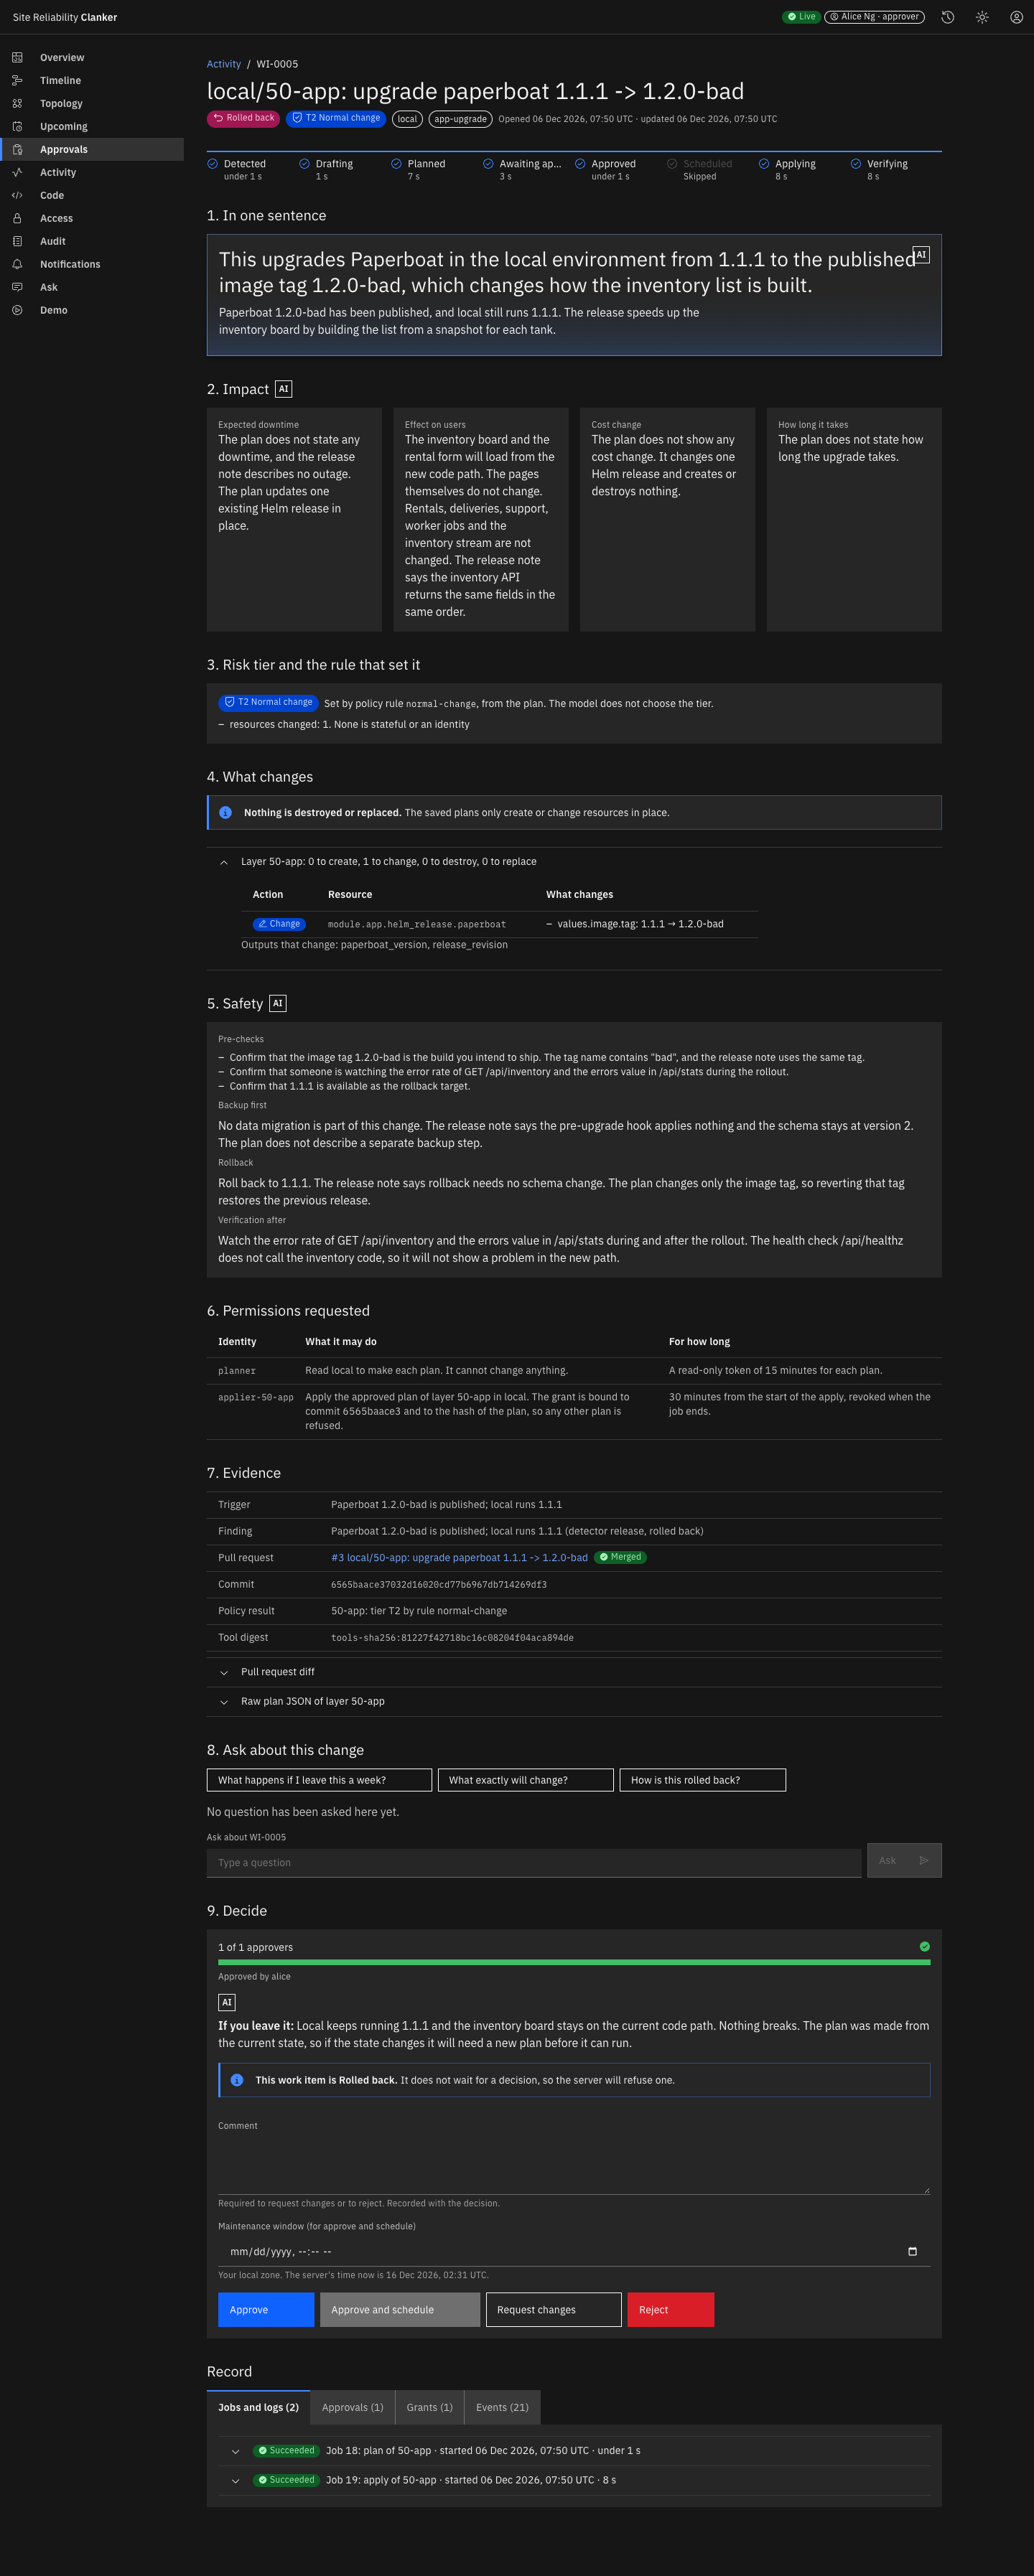 Site Reliability Clanker
Live
Alice Ng · approver
Overview
Timeline
Topology
Upcoming
Approvals
Activity
Code
Access
Audit
Notifications
Ask
Demo
Activity / WI-0005
local/50-app: upgrade paperboat 1.1.1 -> 1.2.0-bad
Rolled back T2 Normal change local app-upgrade Opened 06 Dec 2026, 07:50 UTC · updated 06 Dec 2026, 07:50 UTC
Detected Drafting Planned Awaiting ap... Approved Scheduled Applying Verifying
under 1 s 1 s 7 s 3 s under 1 s Skipped 8 s 8 s
1. In one sentence
This upgrades Paperboat in the local environment from 1.1.1 to the published AI
image tag 1.2.0-bad, which changes how the inventory list is built.
Paperboat 1.2.0-bad has been published, and local still runs 1.1.1. The release speeds up the
inventory board by building the list from a snapshot for each tank.
2. Impact AI
Expected downtime
The plan does not state any
downtime, and the release
note describes no outage.
The plan updates one
existing Helm release in
place.
Effect on users
The inventory board and the
rental form will load from the
new code path. The pages
themselves do not change.
Rentals, deliveries, support,
worker jobs and the
inventory stream are not
changed. The release note
says the inventory API
returns the same fields in the
same order.
Cost change
The plan does not show any
cost change. It changes one
Helm release and creates or
destroys nothing.
How long it takes
The plan does not state how
long the upgrade takes.
3. Risk tier and the rule that set it
T2 Normal change Set by policy rule normal-change, from the plan. The model does not choose the tier.
– resources changed: 1. None is stateful or an identity
4. What changes
Nothing is destroyed or replaced. The saved plans only create or change resources in place.
Layer 50-app: 0 to create, 1 to change, 0 to destroy, 0 to replace
Action Resource What changes
Change module.app.helm_release.paperboat – values.image.tag: 1.1.1 → 1.2.0-bad
Outputs that change: paperboat_version, release_revision
5. Safety AI
Pre-checks
– Confirm that the image tag 1.2.0-bad is the build you intend to ship. The tag name contains "bad", and the release note uses the same tag.
– Confirm that someone is watching the error rate of GET /api/inventory and the errors value in /api/stats during the rollout.
– Confirm that 1.1.1 is available as the rollback target.
Backup first
No data migration is part of this change. The release note says the pre-upgrade hook applies nothing and the schema stays at version 2.
The plan does not describe a separate backup step.
Rollback
Roll back to 1.1.1. The release note says rollback needs no schema change. The plan changes only the image tag, so reverting that tag
restores the previous release.
Verification after
Watch the error rate of GET /api/inventory and the errors value in /api/stats during and after the rollout. The health check /api/healthz
does not call the inventory code, so it will not show a problem in the new path.
6. Permissions requested
Identity What it may do For how long
planner Read local to make each plan. It cannot change anything. A read-only token of 15 minutes for each plan.
applier-50-app Apply the approved plan of layer 50-app in local. The grant is bound to 30 minutes from the start of the apply, revoked when the
commit 6565baace3 and to the hash of the plan, so any other plan is job ends.
refused.
7. Evidence
Trigger Paperboat 1.2.0-bad is published; local runs 1.1.1
Finding Paperboat 1.2.0-bad is published; local runs 1.1.1 (detector release, rolled back)
Pull request #3 local/50-app: upgrade paperboat 1.1.1 -> 1.2.0-bad Merged
Commit 6565baace37032d16020cd77b6967db714269df3
Policy result 50-app: tier T2 by rule normal-change
Tool digest tools-sha256:81227f42718bc16c08204f04aca894de
Pull request diff
Raw plan JSON of layer 50-app
8. Ask about this change
What happens if I leave this a week? What exactly will change? How is this rolled back?
No question has been asked here yet.
Ask about WI-0005
Type a question Ask
9. Decide
1 of 1 approvers
Approved by alice
AI
If you leave it: Local keeps running 1.1.1 and the inventory board stays on the current code path. Nothing breaks. The plan was made from
the current state, so if the state changes it will need a new plan before it can run.
This work item is Rolled back. It does not wait for a decision, so the server will refuse one.
Comment
Required to request changes or to reject. Recorded with the decision.
Maintenance window (for approve and schedule)
mm/dd/yyyy, --:-- --
Your local zone. The server's time now is 16 Dec 2026, 02:31 UTC.
Approve Approve and schedule Request changes Reject
Record
Jobs and logs (2) Approvals (1) Grants (1) Events (21)
Succeeded Job 18: plan of 50-app · started 06 Dec 2026, 07:50 UTC · under 1 s
Succeeded Job 19: apply of 50-app · started 06 Dec 2026, 07:50 UTC · 8 s